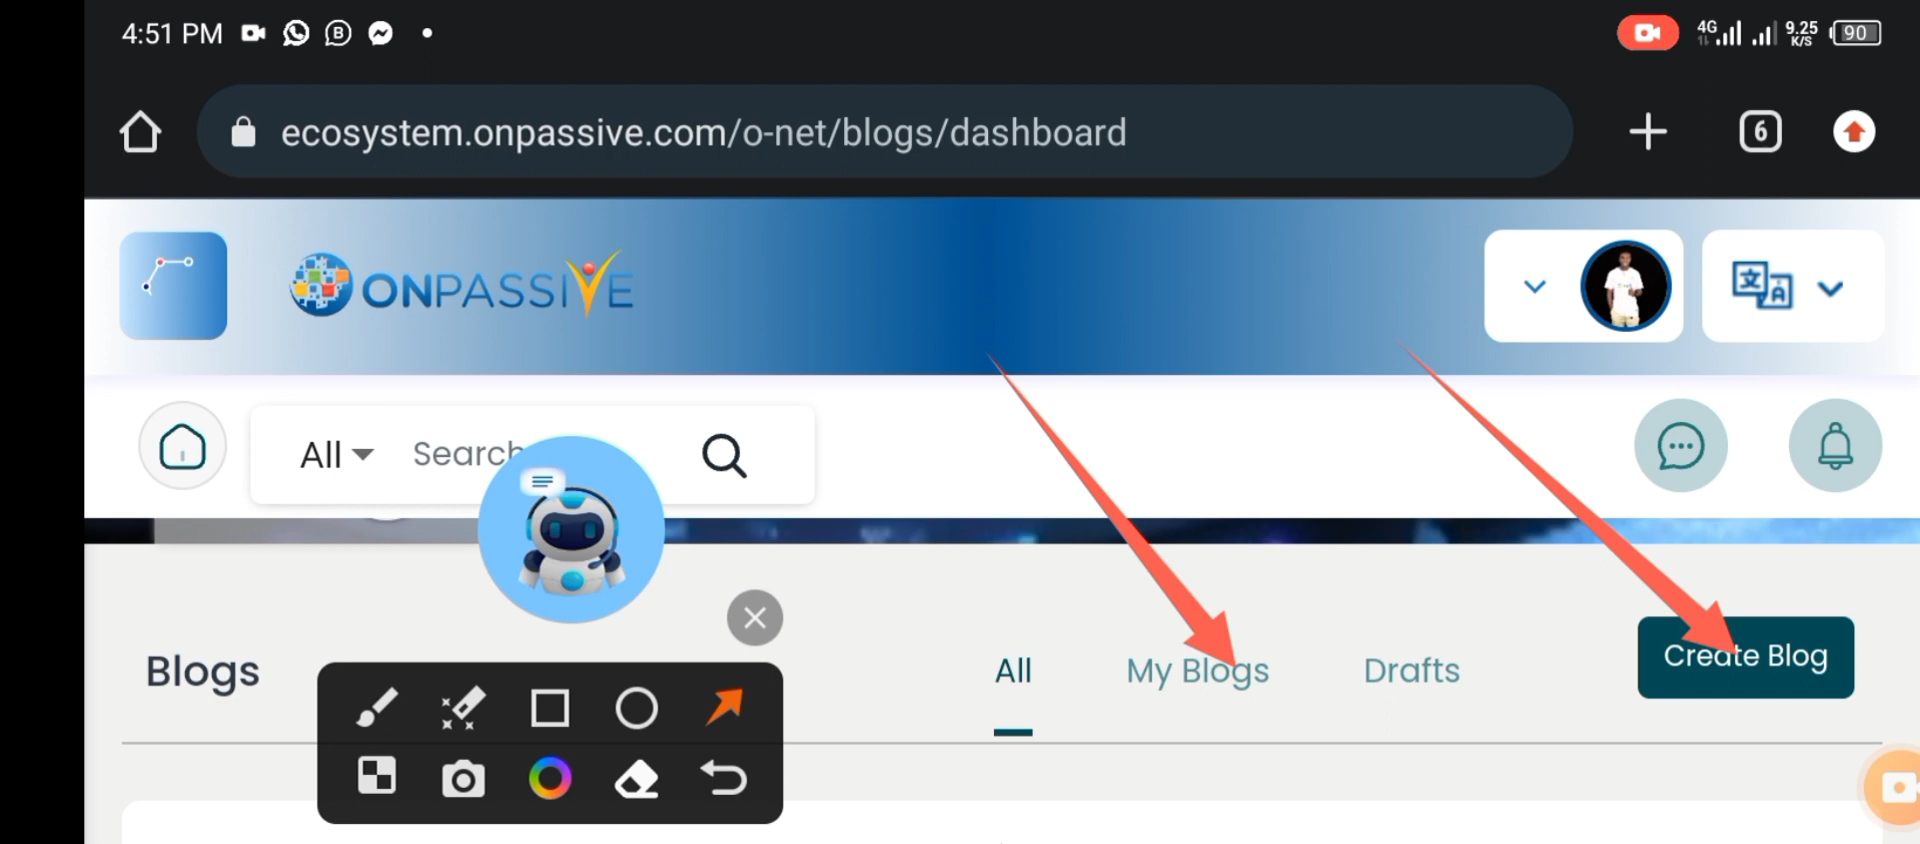 4:51 PM
4G
9.25
K/S
90
ecosystem.onpassive.com/o-net/blogs/dashboard
6
ONPASSIVE
文
A
All
Search
Blogs
All
My Blogs
Drafts
Create Blog